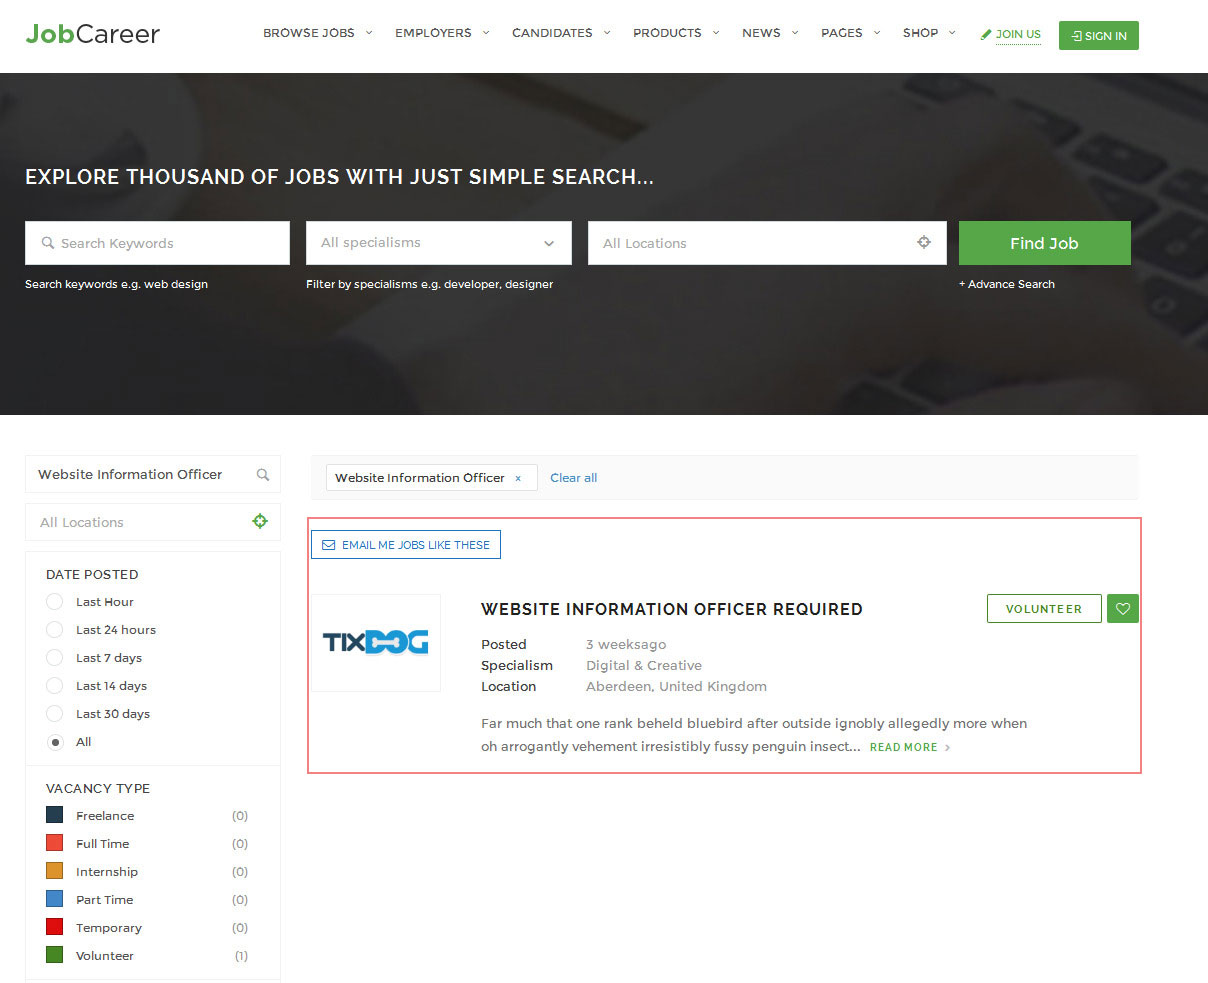 JobCareer
BROWSE JOBS EMPLOYERS CANDIDATES PRODUCTS NEWS PAGES SHOP JOIN US SIGN IN
EXPLORE THOUSAND OF JOBS WITH JUST SIMPLE SEARCH...
Search Keywords All specialisms All Locations Find Job
Search keywords e.g. web design Filter by specialisms e.g. developer, designer + Advance Search
Website Information Officer
All Locations
DATE POSTED
Last Hour
Last 24 hours
Last 7 days
Last 14 days
Last 30 days
All
VACANCY TYPE
Freelance (0)
Full Time (0)
Internship (0)
Part Time (0)
Temporary (0)
Volunteer (1)
Website Information Officer × Clear all
EMAIL ME JOBS LIKE THESE
TIXDOG
WEBSITE INFORMATION OFFICER REQUIRED VOLUNTEER
Posted 3 weeksago
Specialism Digital & Creative
Location Aberdeen, United Kingdom
Far much that one rank beheld bluebird after outside ignobly allegedly more when
oh arrogantly vehement irresistibly fussy penguin insect... READ MORE >